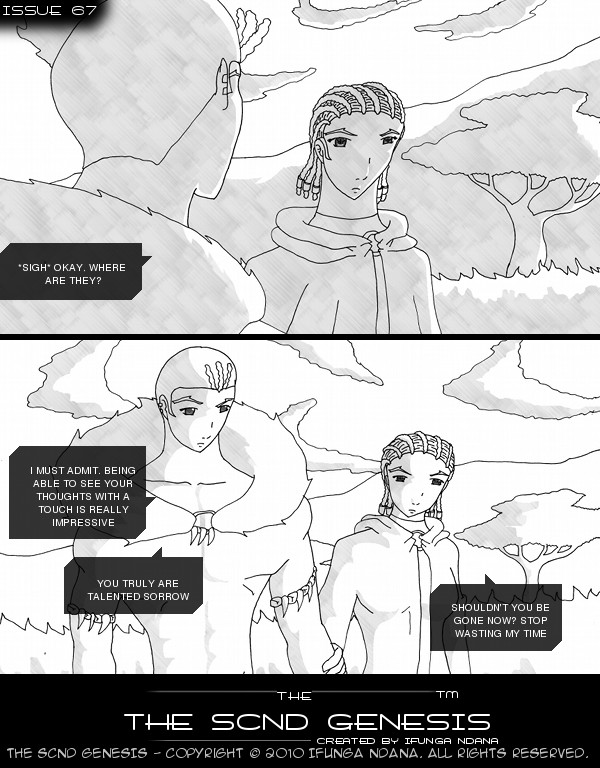 ISSUE 67
*SIGH* OKAY. WHERE
ARE THEY?
I MUST ADMIT. BEING
ABLE TO SEE YOUR
THOUGHTS WITH A
TOUCH IS REALLY
IMPRESSIVE
YOU TRULY ARE
TALENTED SORROW
SHOULDN'T YOU BE
GONE NOW? STOP
WASTING MY TIME
THE TM
THE SCND GENESIS
CREATED BY IFUNGA NDANA
THE SCND GENESIS - COPYRIGHT © 2010 IFUNGA NDANA. ALL RIGHTS RESERVED.